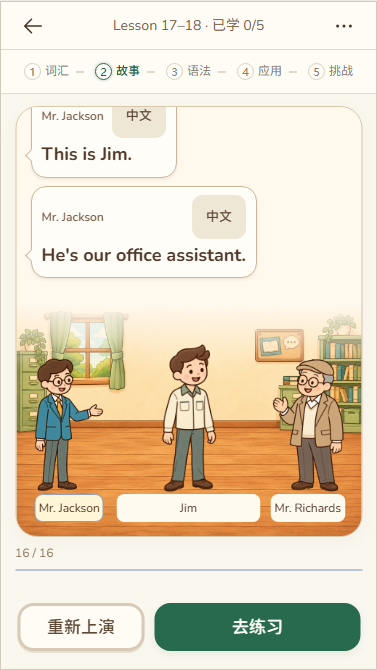 Lesson 17–18 · 已学 0/5
1 词汇 – 2 故事 – 3 语法 – 4 应用 – 5 挑战
Mr. Jackson 中文
This is Jim.
Mr. Jackson 中文
He's our office assistant.
Mr. Jackson Jim Mr. Richards
16 / 16
重新上演 去练习